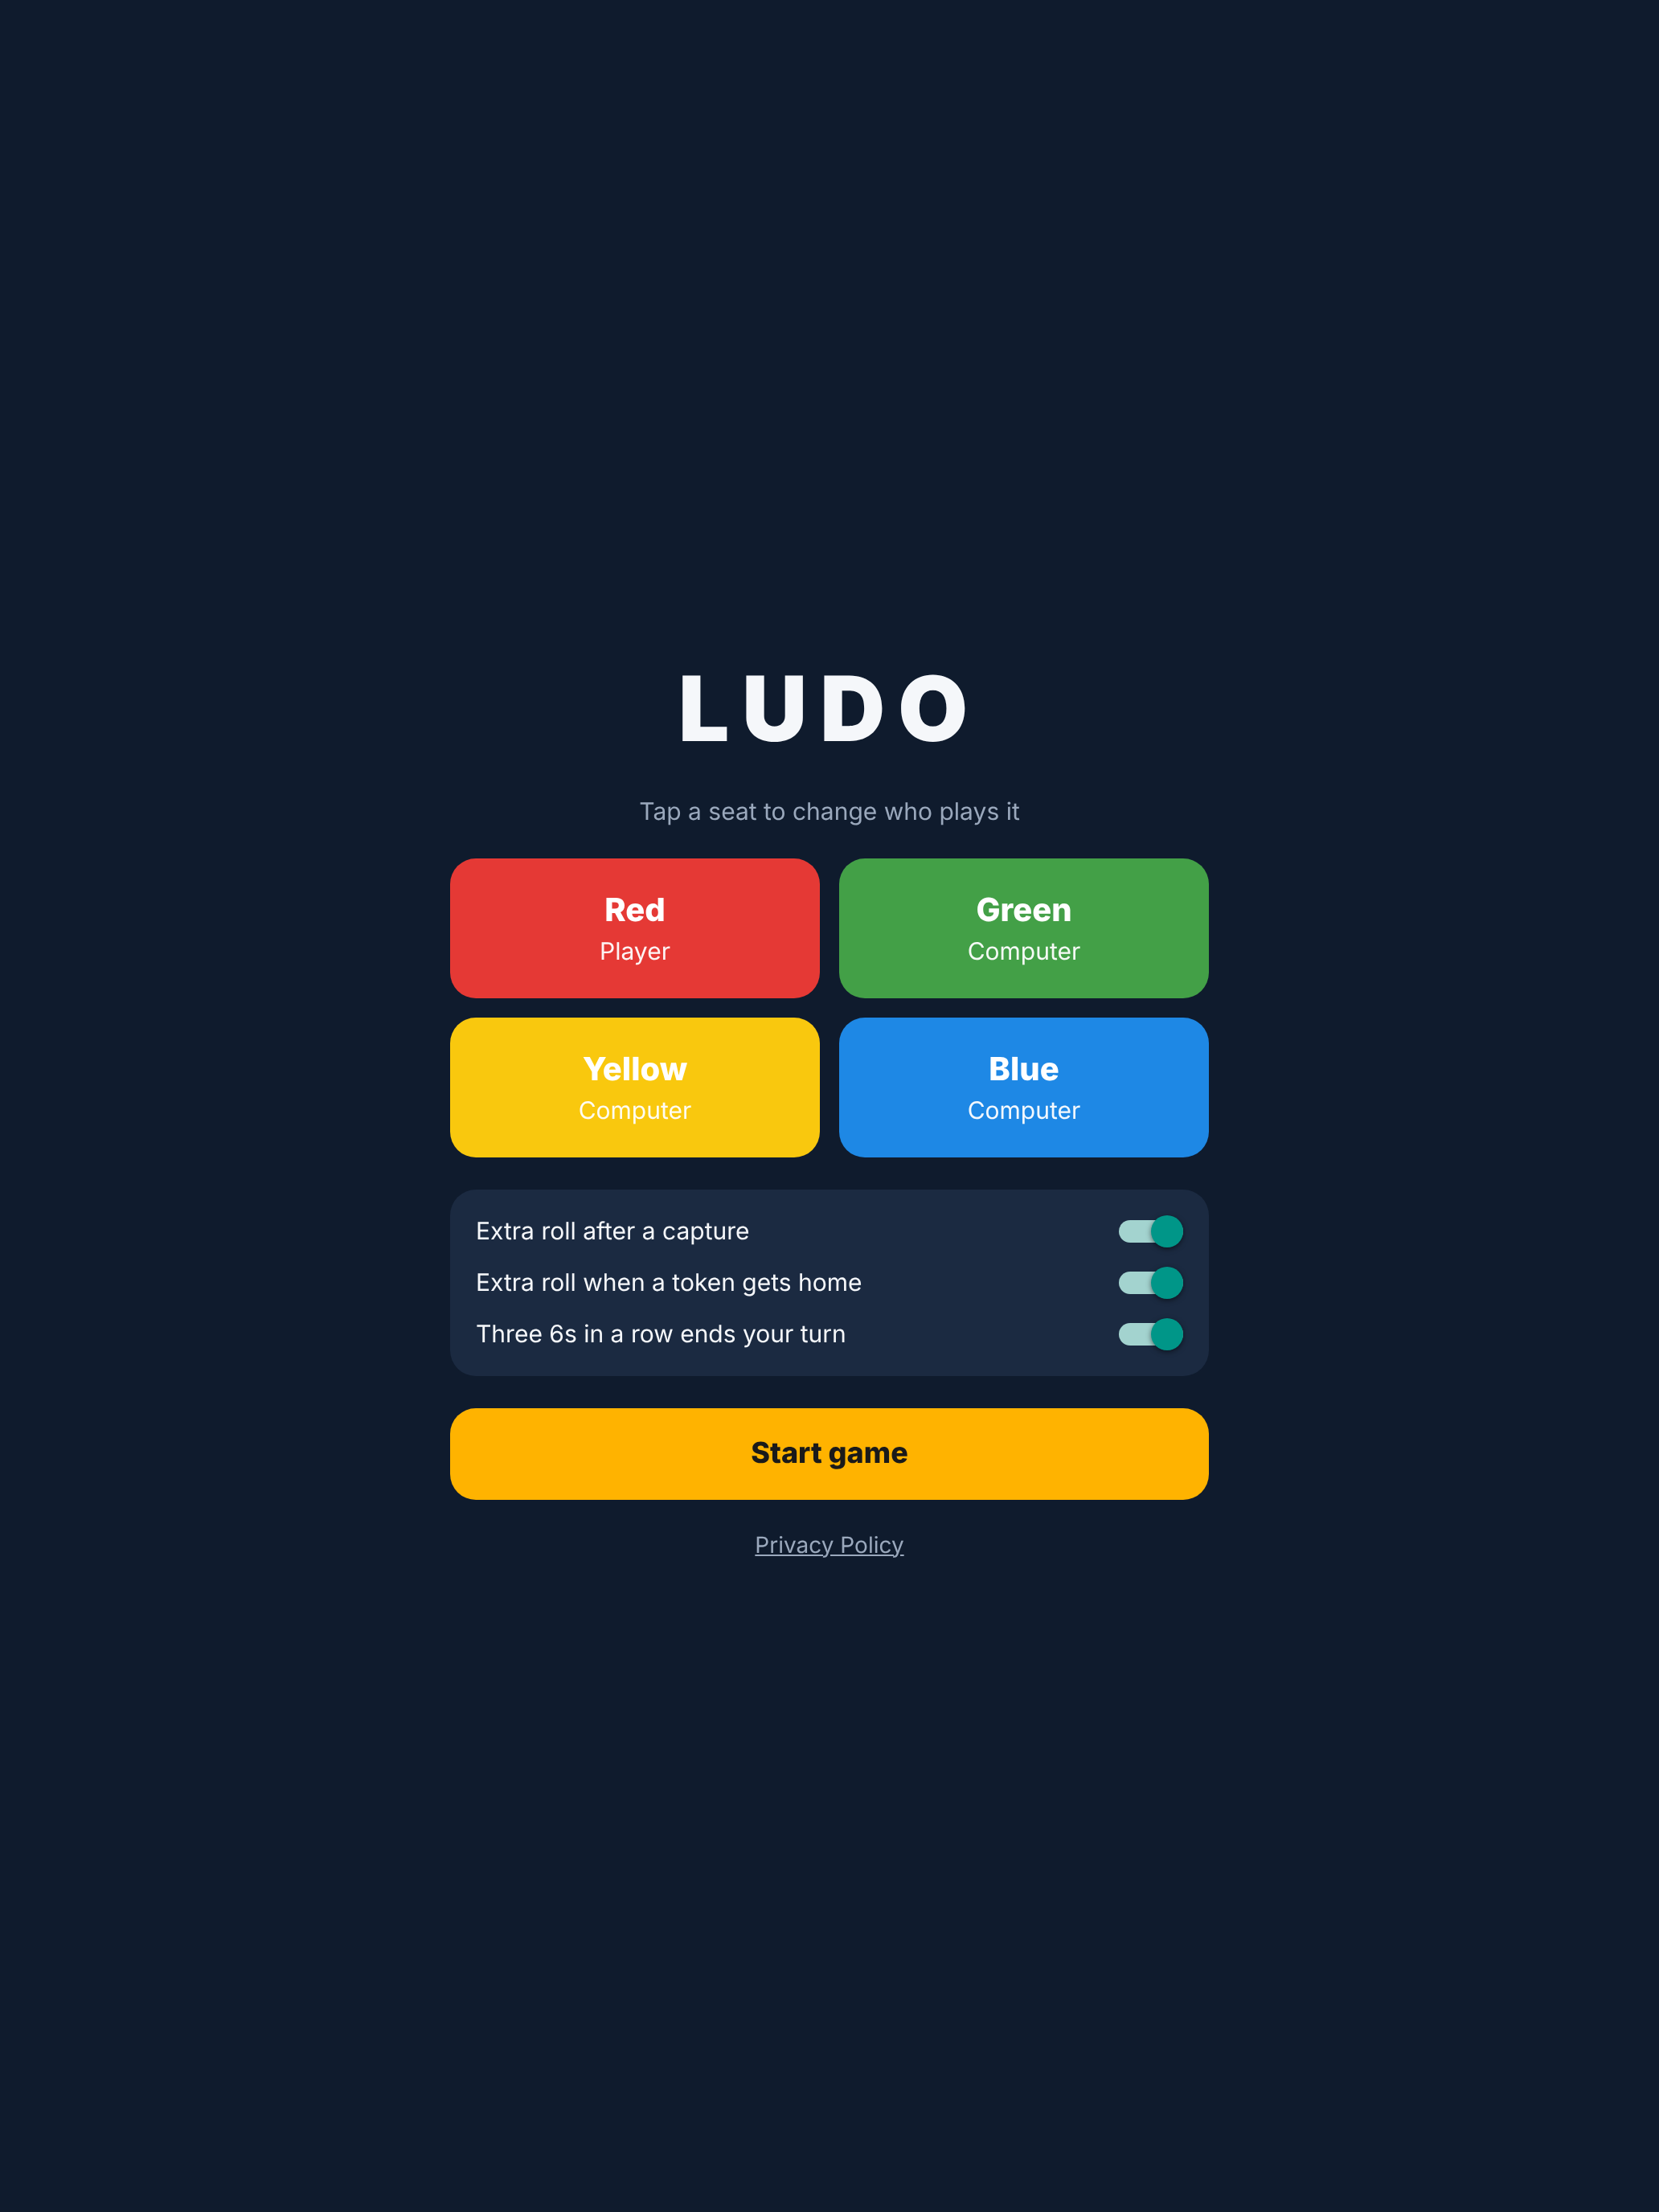 LUDO
Tap a seat to change who plays it
Red
Player
Green
Computer
Yellow
Computer
Blue
Computer
Extra roll after a capture
Extra roll when a token gets home
Three 6s in a row ends your turn
Start game
Privacy Policy